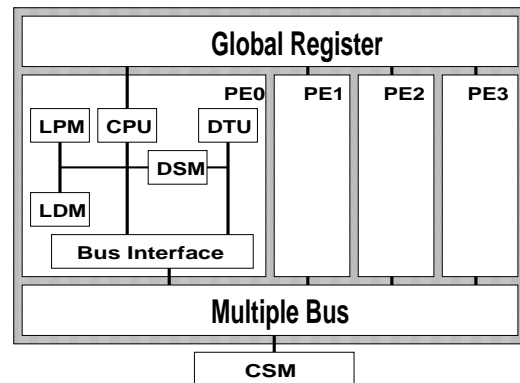 Global Register
PE0 PE1 PE2 PE3
LPM CPU DTU
DSM
LDM
Bus Interface
Multiple Bus
CSM